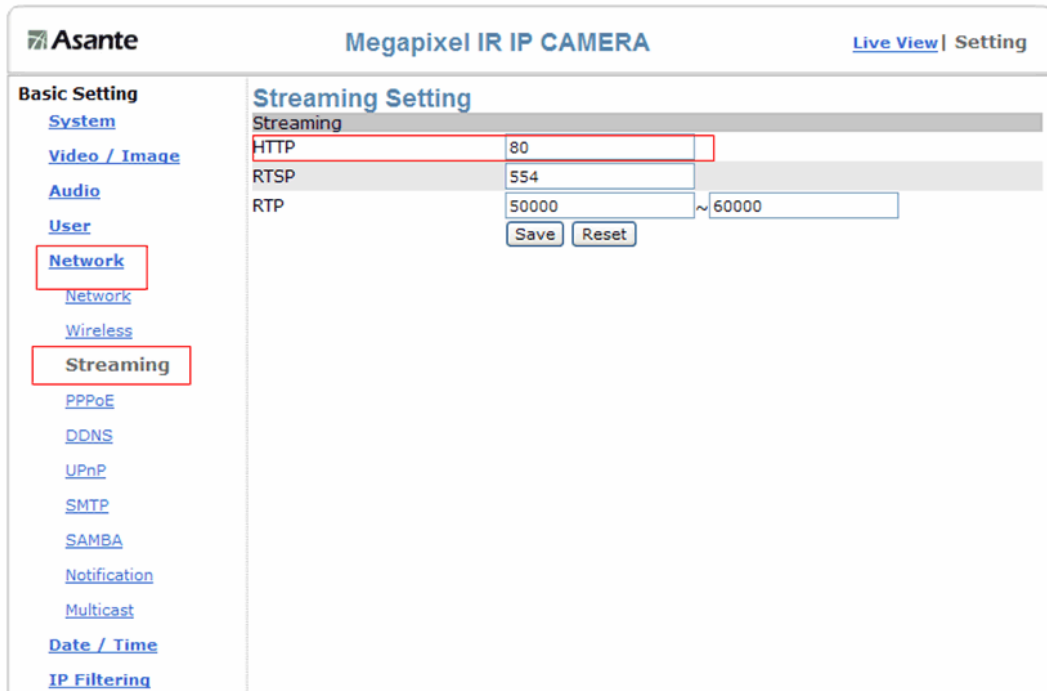 Asante
Megapixel IR IP CAMERA
Live View| Setting
Basic Setting
System
Video / Image
Audio
User
Network
Network
Wireless
Streaming
PPPoE
DDNS
UPnP
SMTP
SAMBA
Notification
Multicast
Date / Time
IP Filtering
Streaming Setting
Streaming
HTTP 80
RTSP 554
RTP 50000 ~ 60000
Save Reset